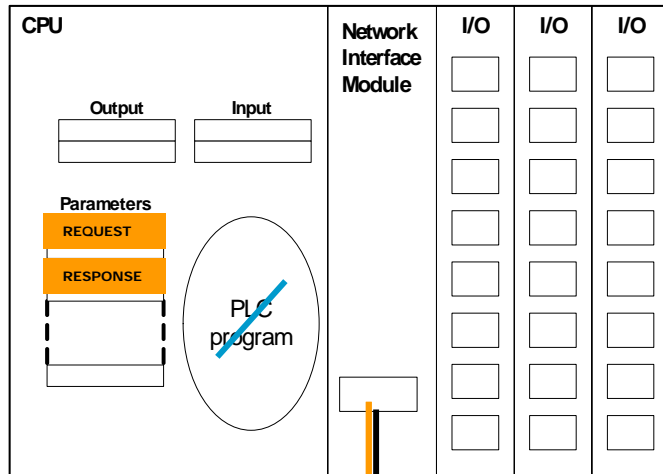 CPU
Network
Interface
Module
I/O
I/O
I/O
Output
Input
Parameters
REQUEST
RESPONSE
PLC
program